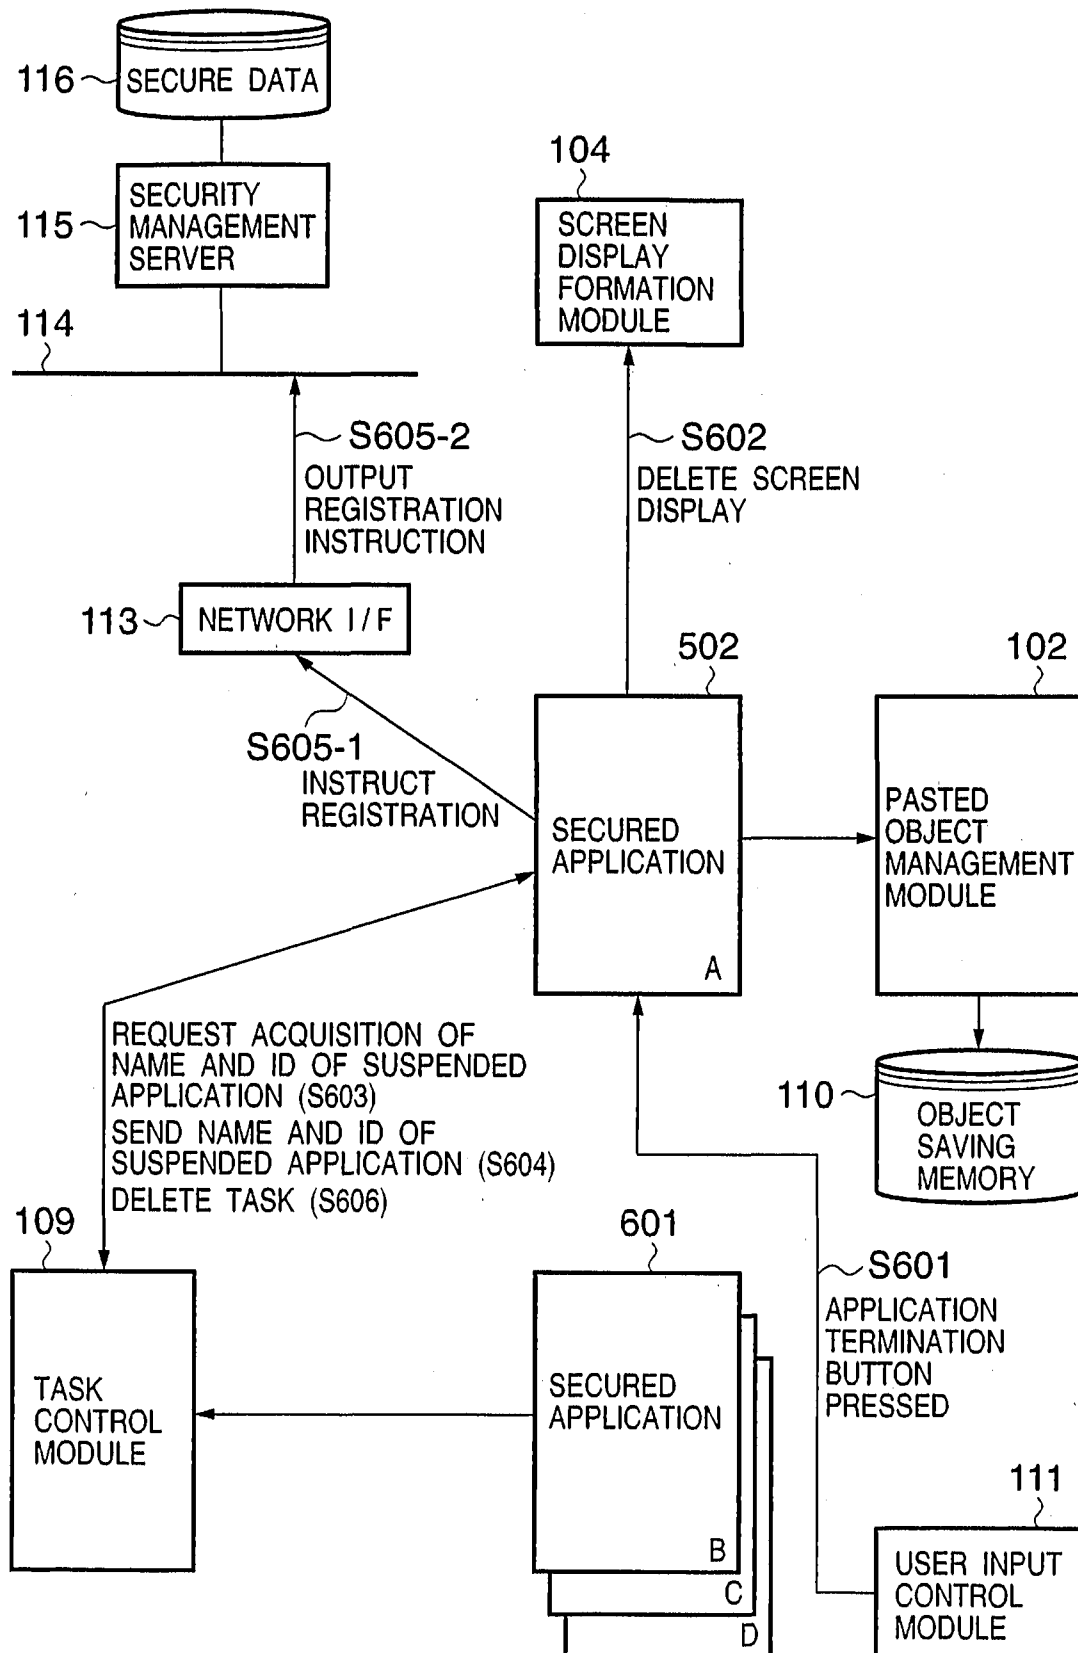 116
SECURE DATA
115
SECURITY
MANAGEMENT
SERVER
114
104
SCREEN
DISPLAY
FORMATION
MODULE
S605-2
OUTPUT
REGISTRATION
INSTRUCTION
S602
DELETE SCREEN
DISPLAY
113
NETWORK I/F
S605-1
INSTRUCT
REGISTRATION
502
SECURED
APPLICATION
A
102
PASTED
OBJECT
MANAGEMENT
MODULE
110
OBJECT
SAVING
MEMORY
REQUEST ACQUISITION OF
NAME AND ID OF SUSPENDED
APPLICATION (S603)
SEND NAME AND ID OF
SUSPENDED APPLICATION (S604)
DELETE TASK (S606)
109
TASK
CONTROL
MODULE
601
SECURED
APPLICATION
B
C
D
S601
APPLICATION
TERMINATION
BUTTON
PRESSED
111
USER INPUT
CONTROL
MODULE